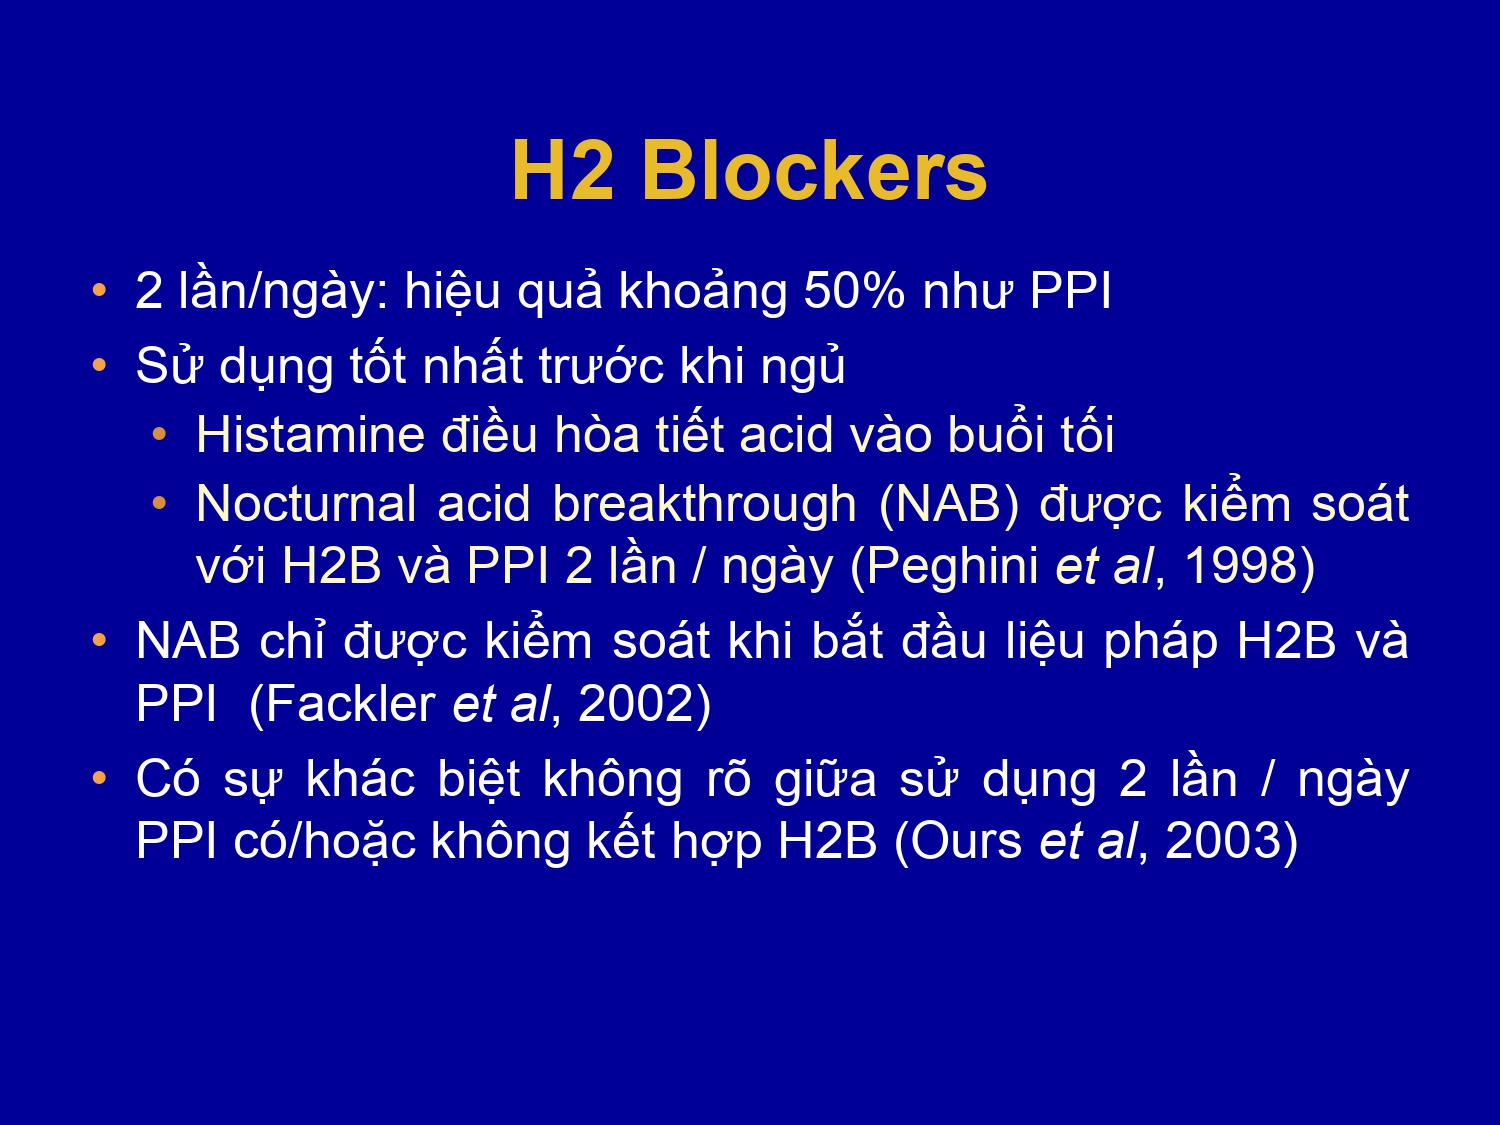 H2 Blockers
• 2 lần/ngày: hiệu quả khoảng 50% như PPI
• Sử dụng tốt nhất trước khi ngủ
• Histamine điều hòa tiết acid vào buổi tối
• Nocturnal acid breakthrough (NAB) được kiểm soát
với H2B và PPI 2 lần / ngày (Peghini et al, 1998)
• NAB chỉ được kiểm soát khi bắt đầu liệu pháp H2B và
PPI  (Fackler et al, 2002)
• Có sự khác biệt không rõ giữa sử dụng 2 lần / ngày
PPI có/hoặc không kết hợp H2B (Ours et al, 2003)